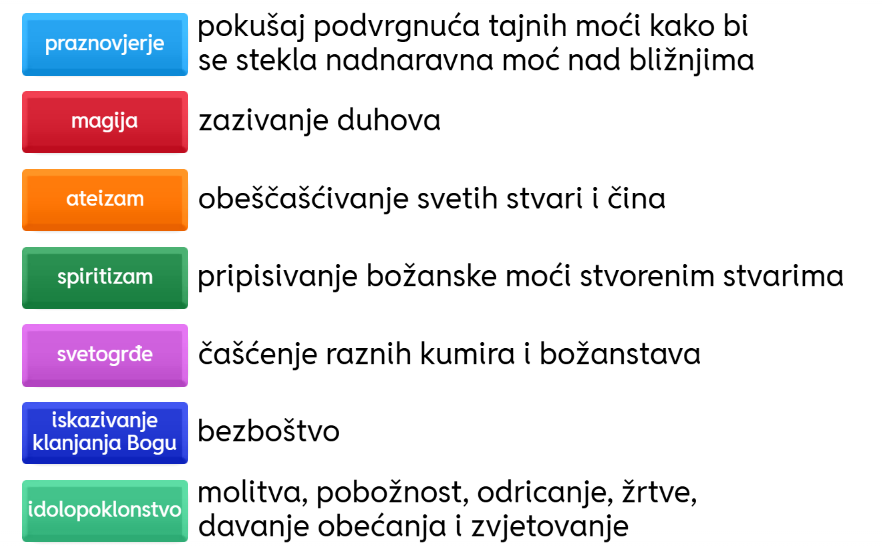 praznovjerje
pokušaj podvrgnuća tajnih moći kako bi
se stekla nadnaravna moć nad bližnjima
magija
zazivanje duhova
ateizam
obeščašćivanje svetih stvari i čina
spiritizam
pripisivanje božanske moći stvorenim stvarima
svetogrđe
čašćenje raznih kumira i božanstava
iskazivanje
klanjanja Bogu
bezboštvo
idolopoklonstvo
molitva, pobožnost, odricanje, žrtve,
davanje obećanja i zvjetovanje